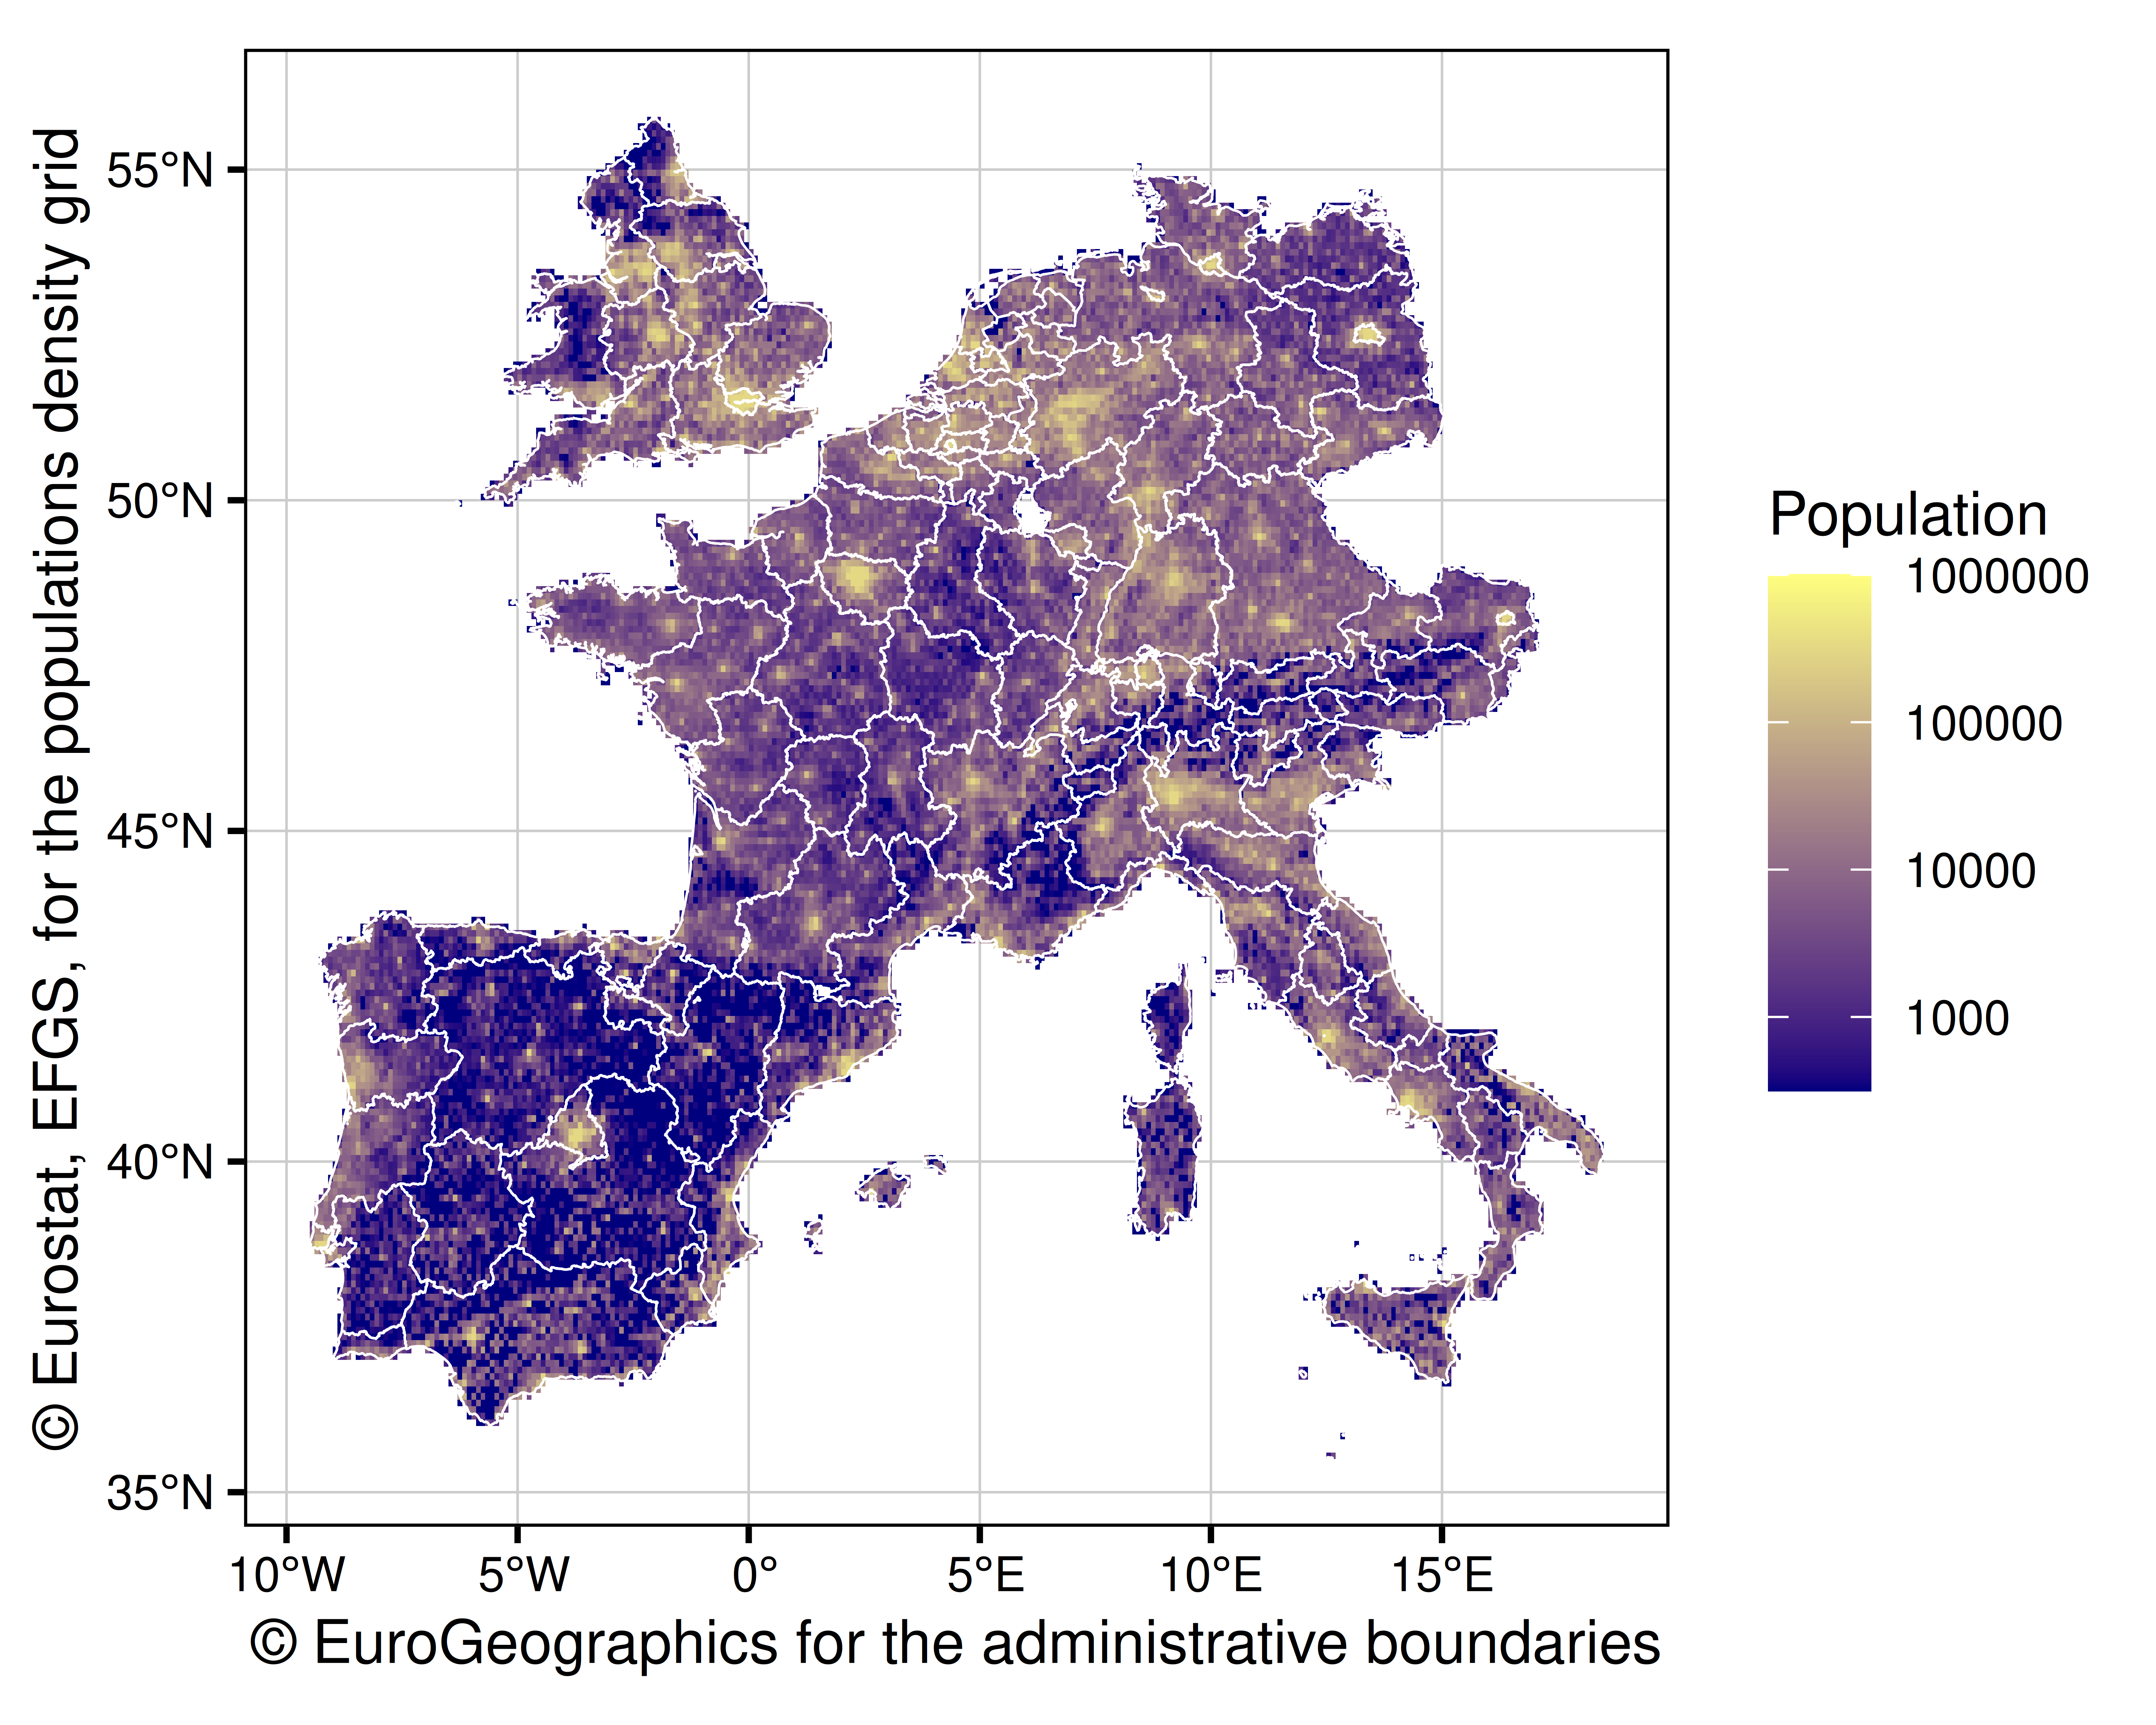 © Eurostat, EFGS, for the populations density grid
55°N
50°N
45°N
40°N
35°N
10°W 5°W 0° 5°E 10°E 15°E
© EuroGeographics for the administrative boundaries
Population
1000000
100000
10000
1000